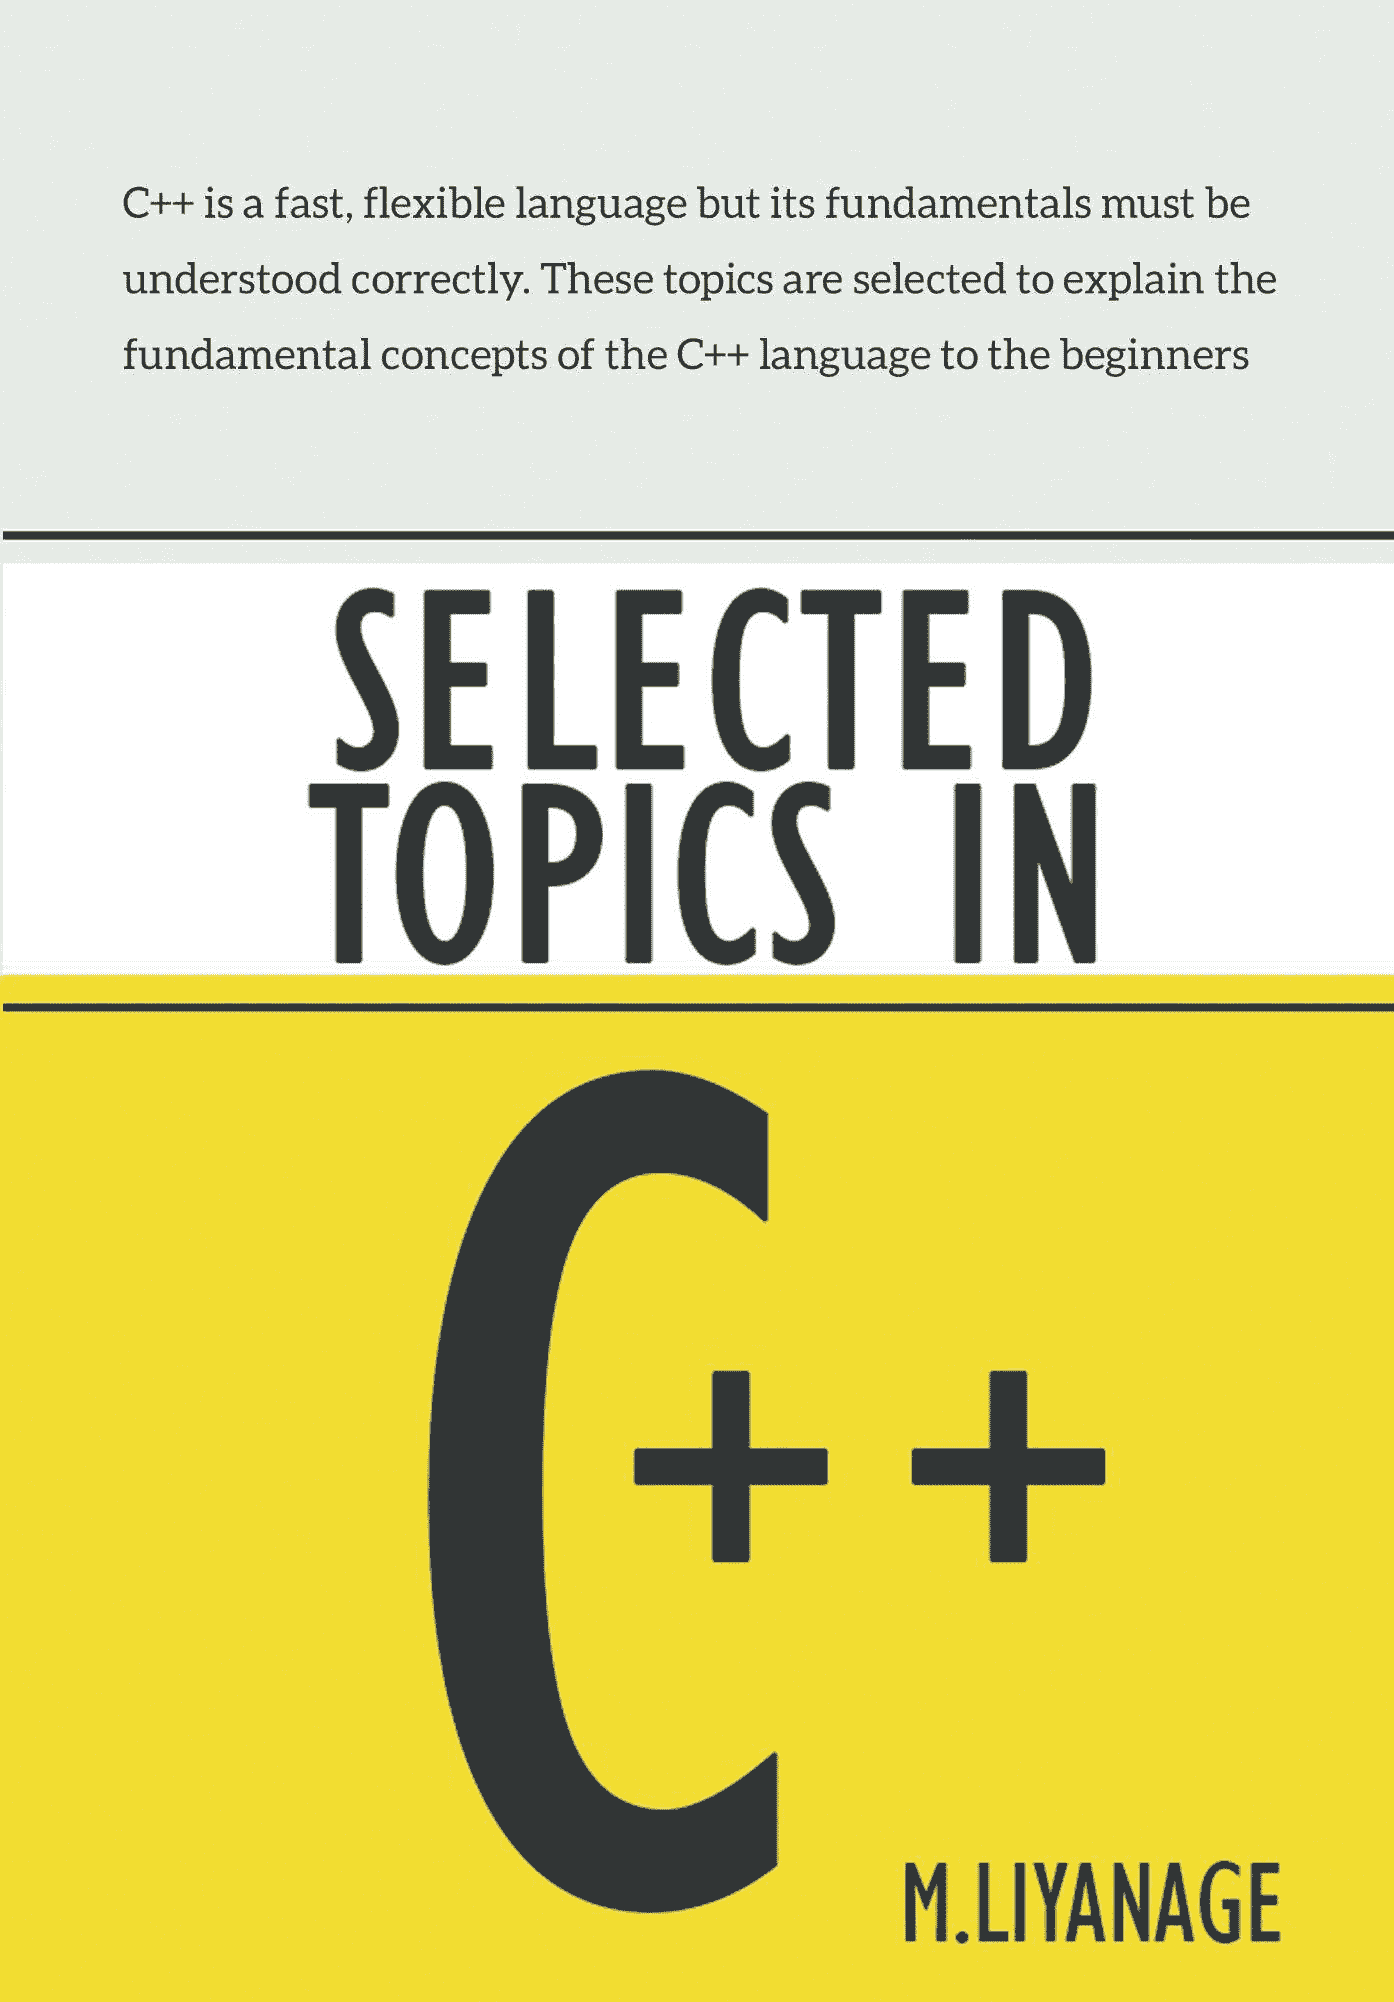 C++ is a fast, flexible language but its fundamentals must be
understood correctly. These topics are selected to explain the
fundamental concepts of the C++ language to the beginners
SELECTED
TOPICS IN
C++
M.LIYANAGE